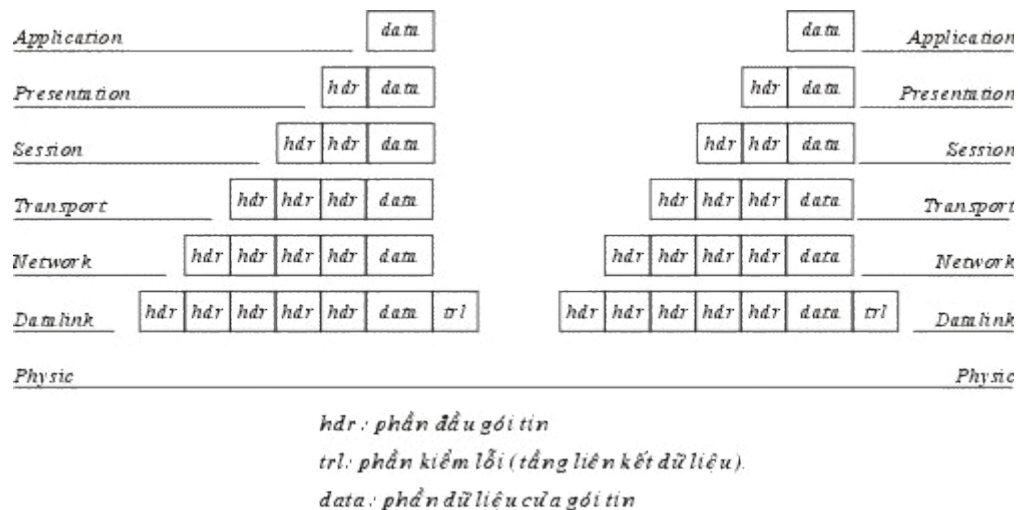 Application data data Application
Presentation hdr data hdr data Presentation
Session hdr hdr data hdr hdr data Session
Transport hdr hdr hdr data hdr hdr hdr data Transport
Network hdr hdr hdr hdr data hdr hdr hdr hdr data Network
Datalink hdr hdr hdr hdr hdr data trl hdr hdr hdr hdr hdr data trl Datalink
Physic Physic
hdr : phần đầu gói tin
trl: phần kiểm lỗi (tầng liên kết dữ liệu).
data : phần dữ liệu của gói tin